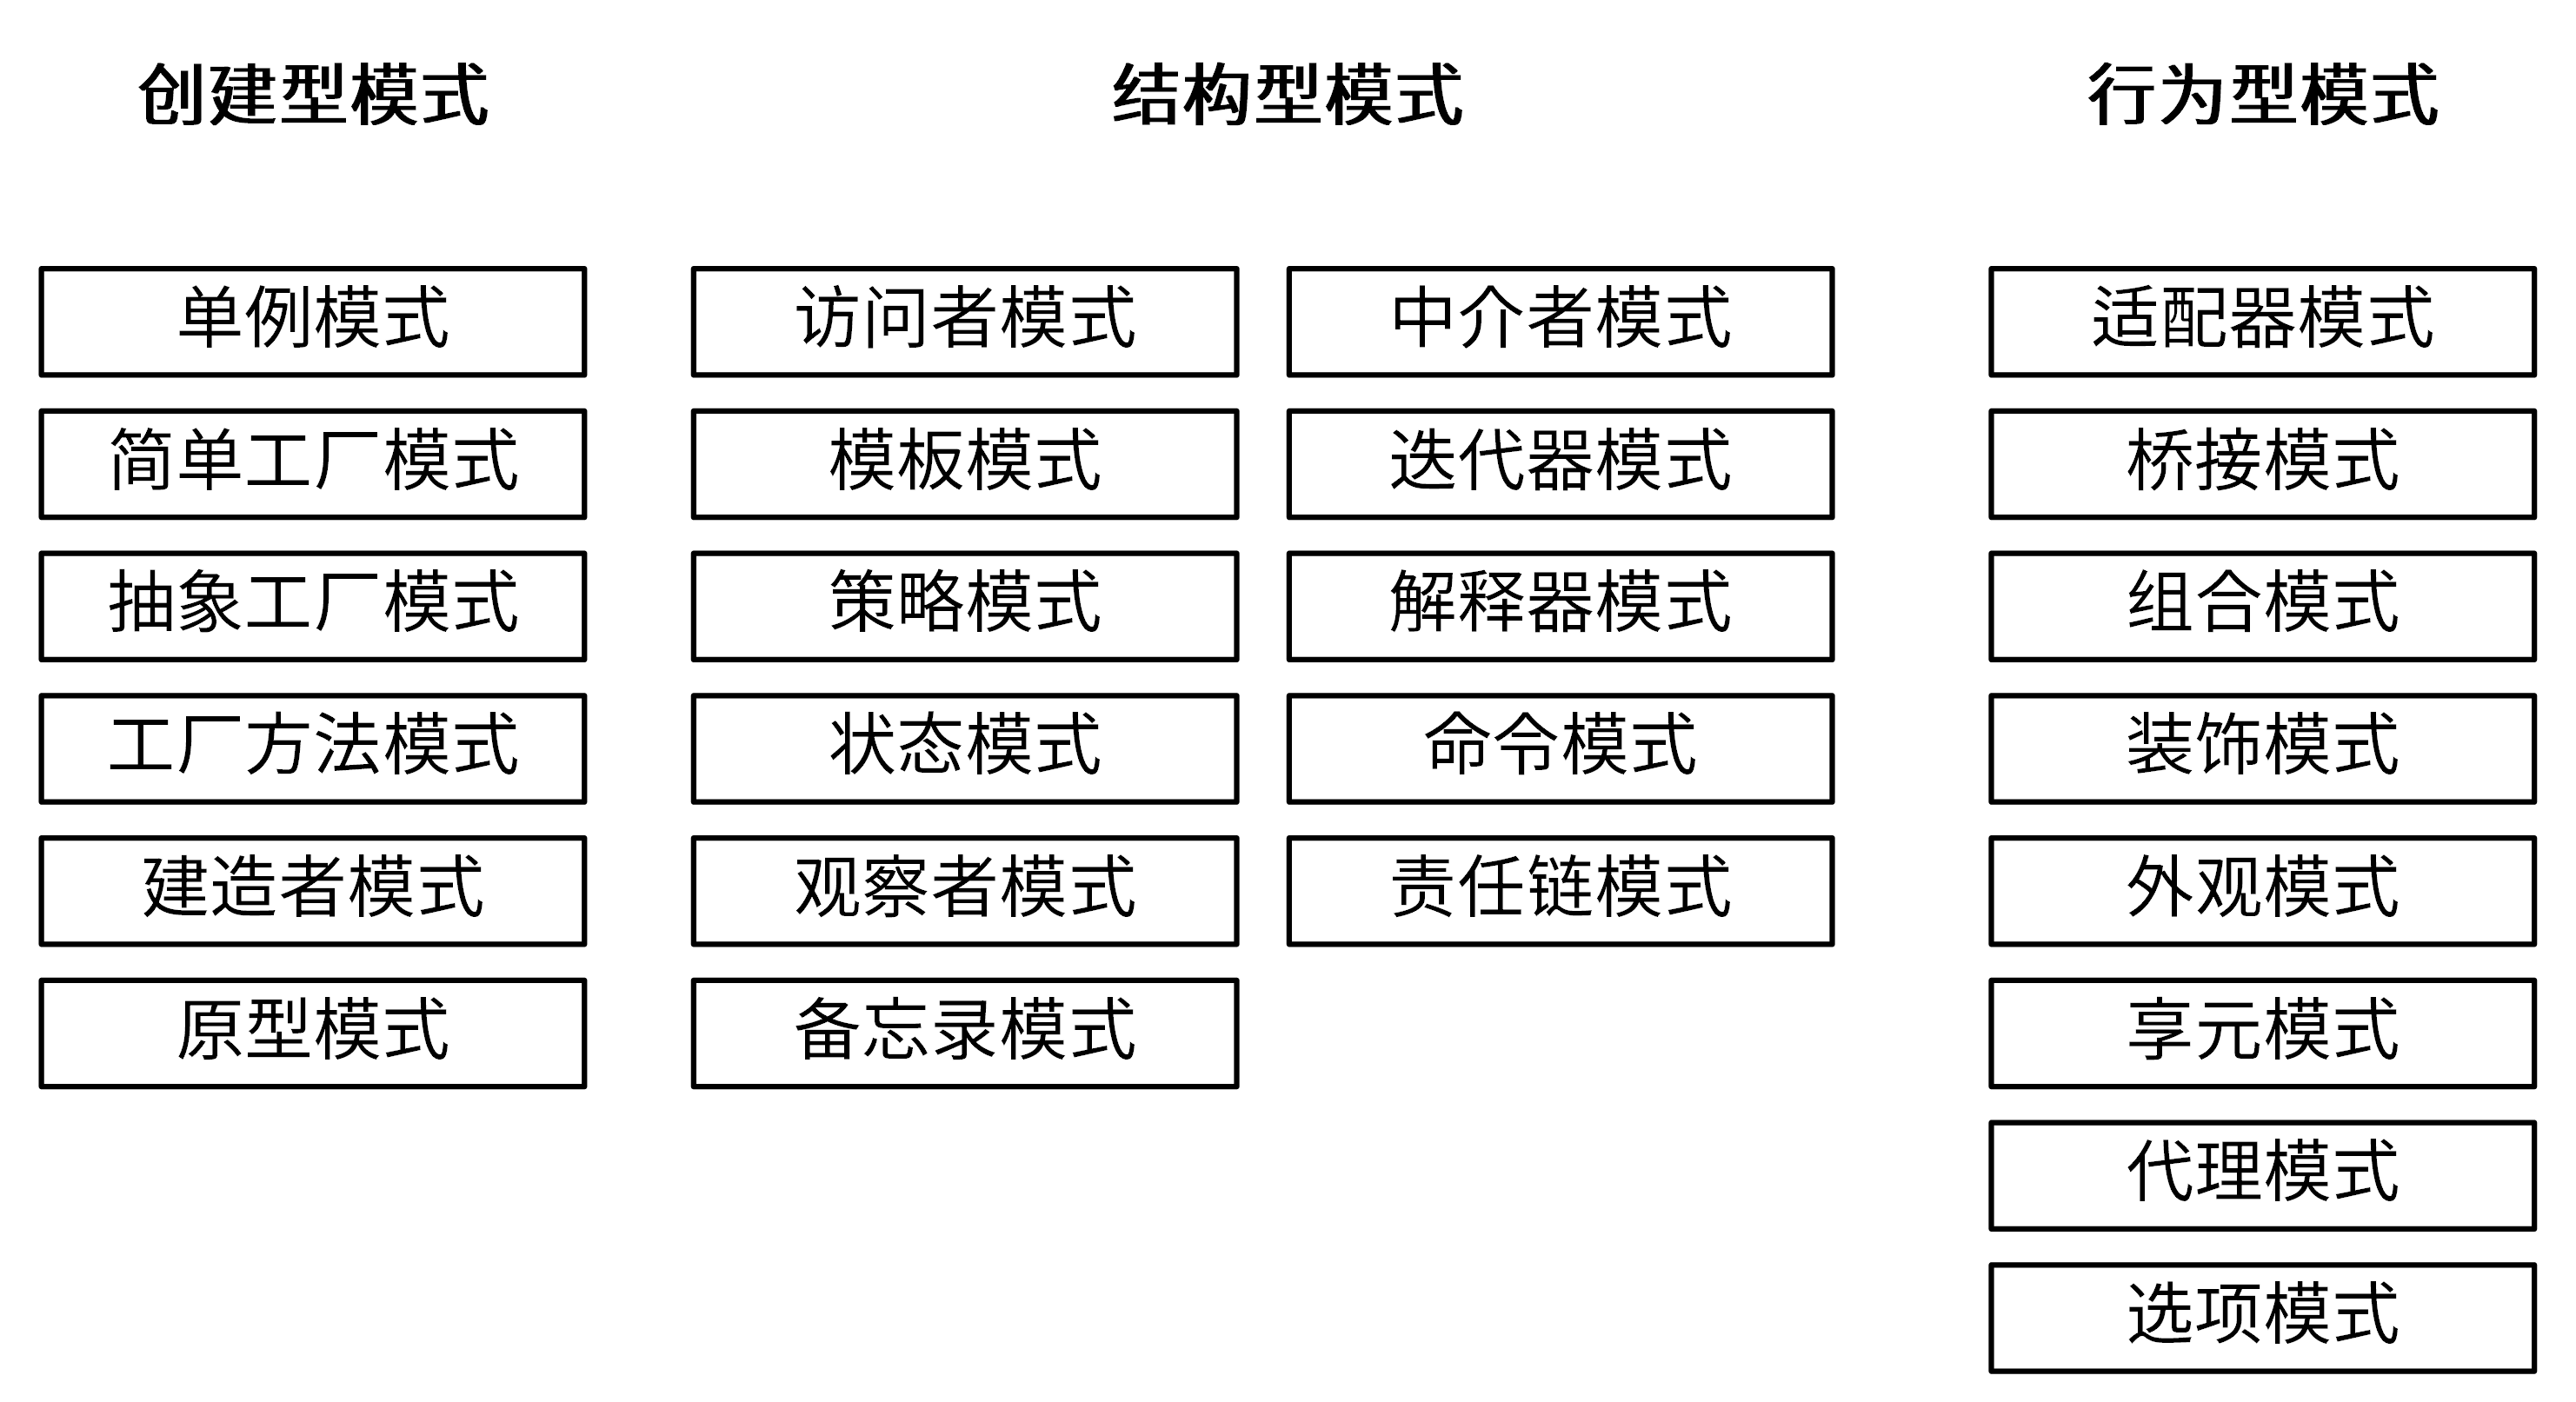 创建型模式
单例模式
简单工厂模式
抽象工厂模式
工厂方法模式
建造者模式
原型模式
结构型模式
访问者模式
模板模式
策略模式
状态模式
观察者模式
备忘录模式
中介者模式
迭代器模式
解释器模式
命令模式
责任链模式
行为型模式
适配器模式
桥接模式
组合模式
装饰模式
外观模式
享元模式
代理模式
选项模式